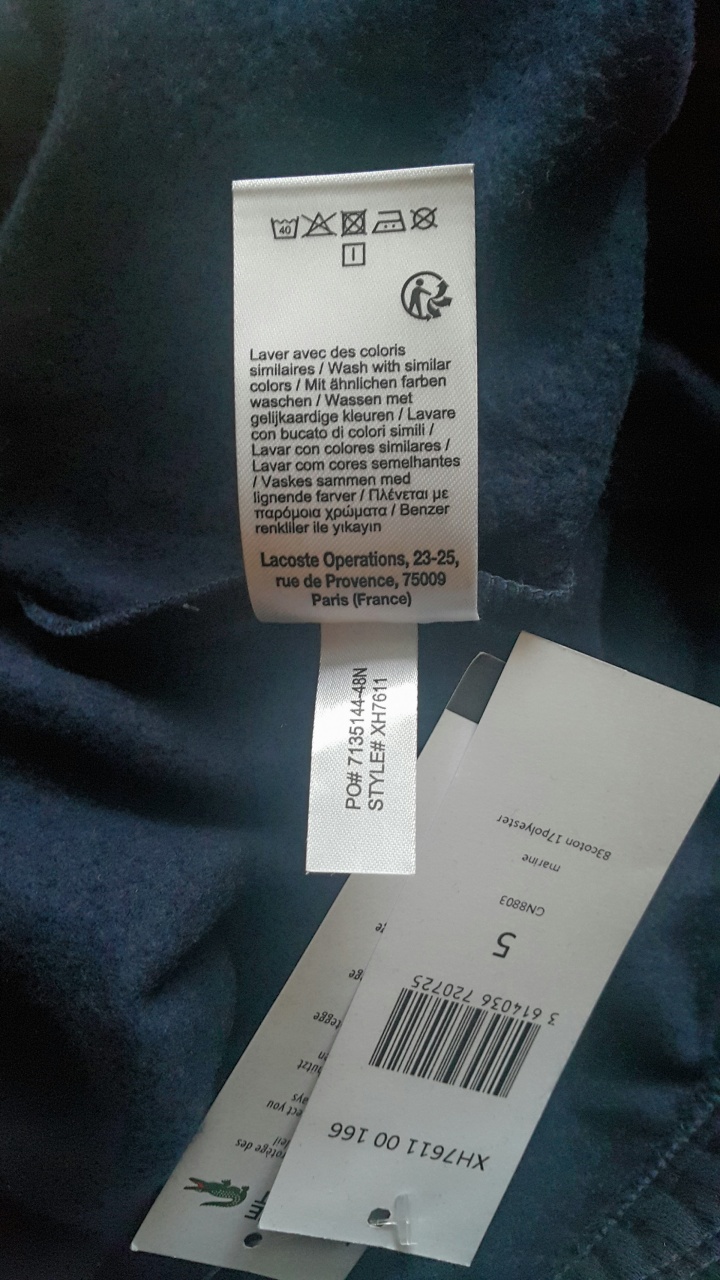 40
Laver avec des coloris
similaires / Wash with similar
colors / Mit ähnlichen farben
waschen / Wassen met
gelijkaardige kleuren / Lavare
con bucato di colori simili /
Lavar con colores similares /
Lavar com cores semelhantes
/ Vaskes sammen med
lignende farver / Πλένεται με
παρόμοια χρώματα / Benzer
renkliler ile yıkayın
Lacoste Operations, 23-25,
rue de Provence, 75009
Paris (France)
PO# 7135144-48N
STYLE# XH7611
XH7611 00 166
3 614036 720725
5
GN8803
marine
83coton 17polyester